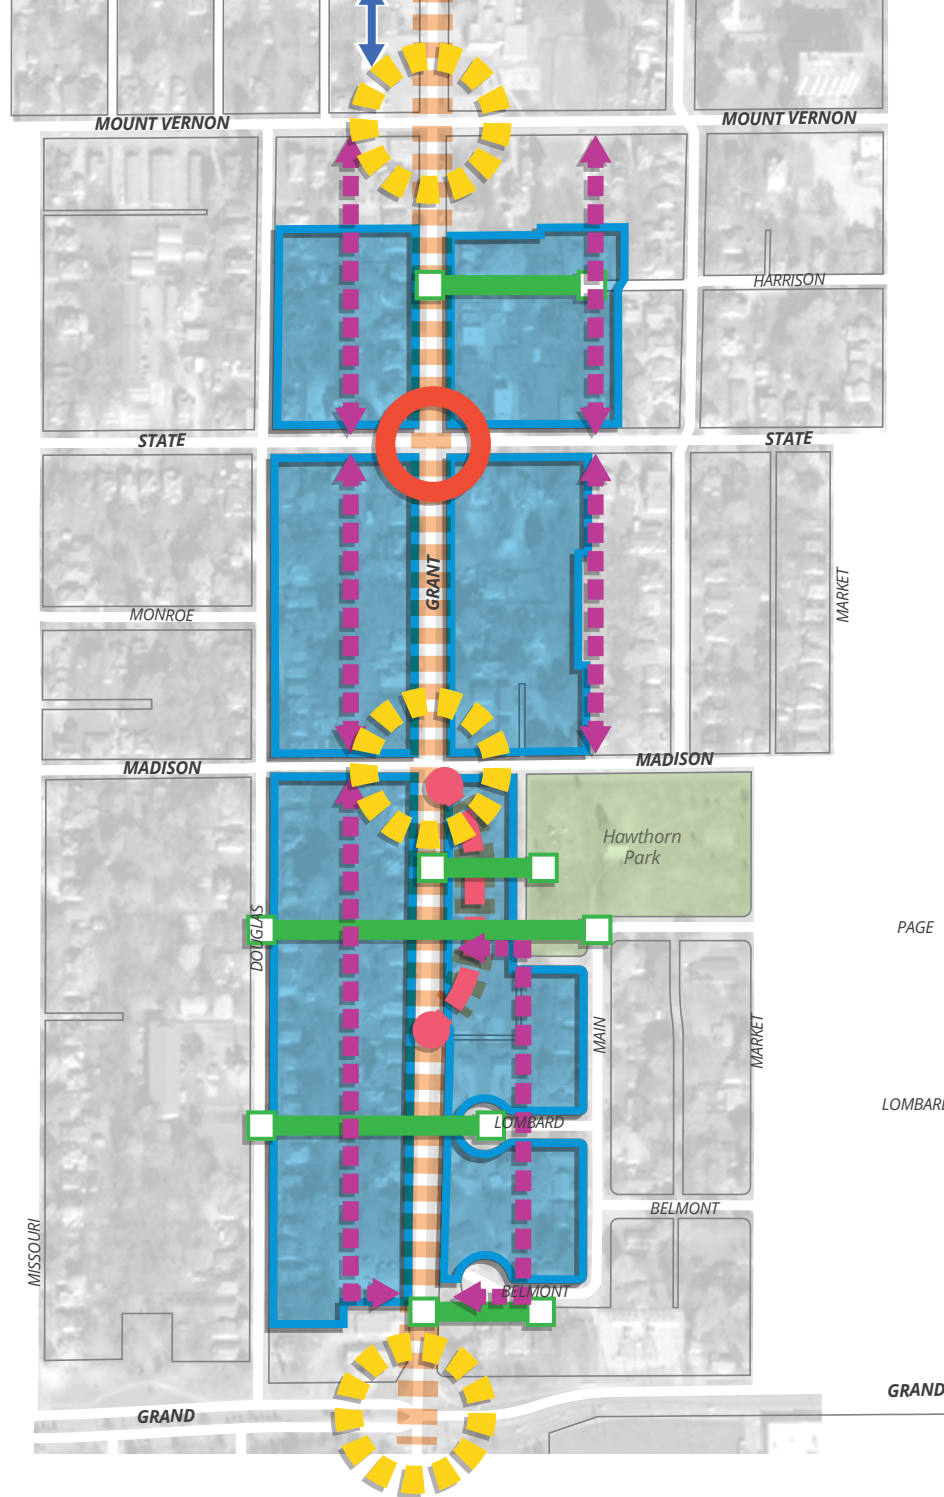 MOUNT VERNON
MOUNT VERNON
HARRISON
STATE
STATE
GRANT
MARKET
MONROE
MADISON
MADISON
Hawthorn
Park
DOUGLAS
PAGE
MAIN
MARKET
LOMBARD
LOMBARD
BELMONT
MISSOURI
BELMONT
GRAND
GRAND